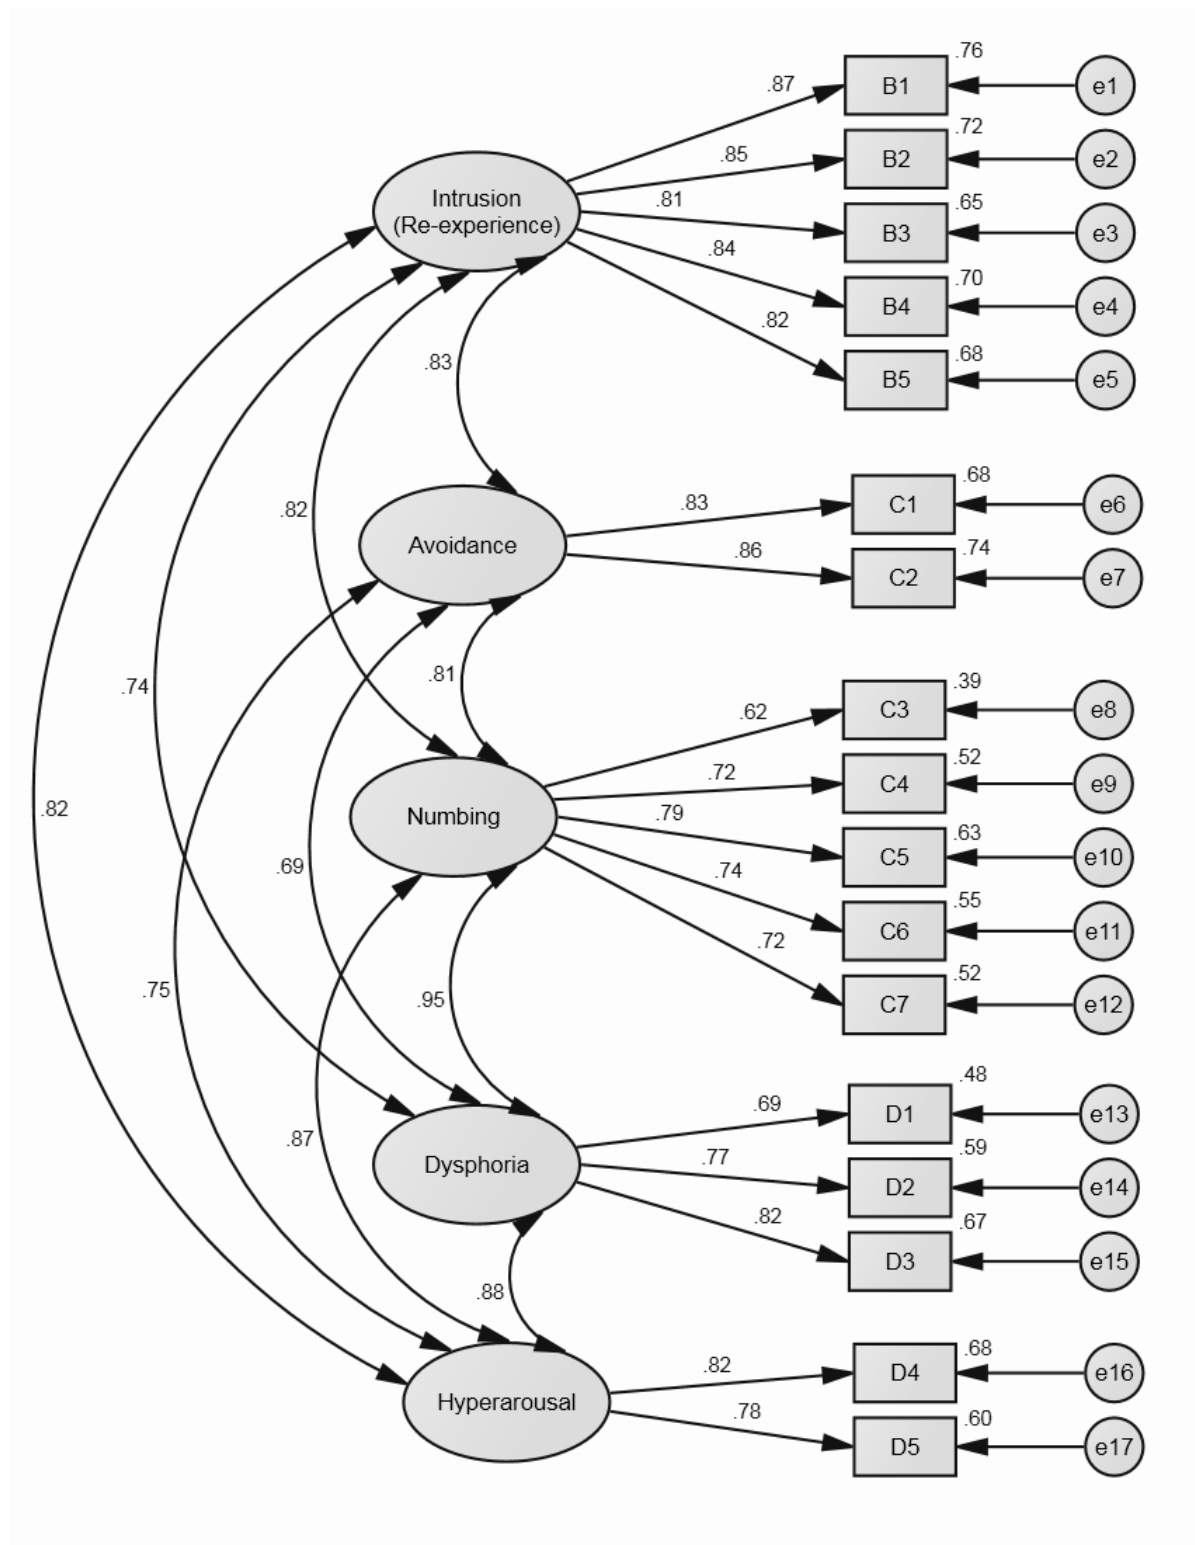 .76
.87
B1
e1
.72
.85
B2
e2
Intrusion
(Re-experience)
.81
.65
B3
e3
.84
.70
B4
e4
.82
.68
B5
e5
.83
.82
.68
.83
C1
e6
Avoidance
.86
.74
C2
e7
.81
.74
.39
.62
C3
e8
.52
.72
C4
e9
Numbing
.82
.79
.63
C5
e10
.69
.74
.55
C6
e11
.72
.52
C7
e12
.75
.95
.48
.69
D1
e13
.87
.59
Dysphoria
.77
D2
e14
.82
.67
D3
e15
.88
.68
.82
D4
e16
Hyperarousal
.78
.60
D5
e17